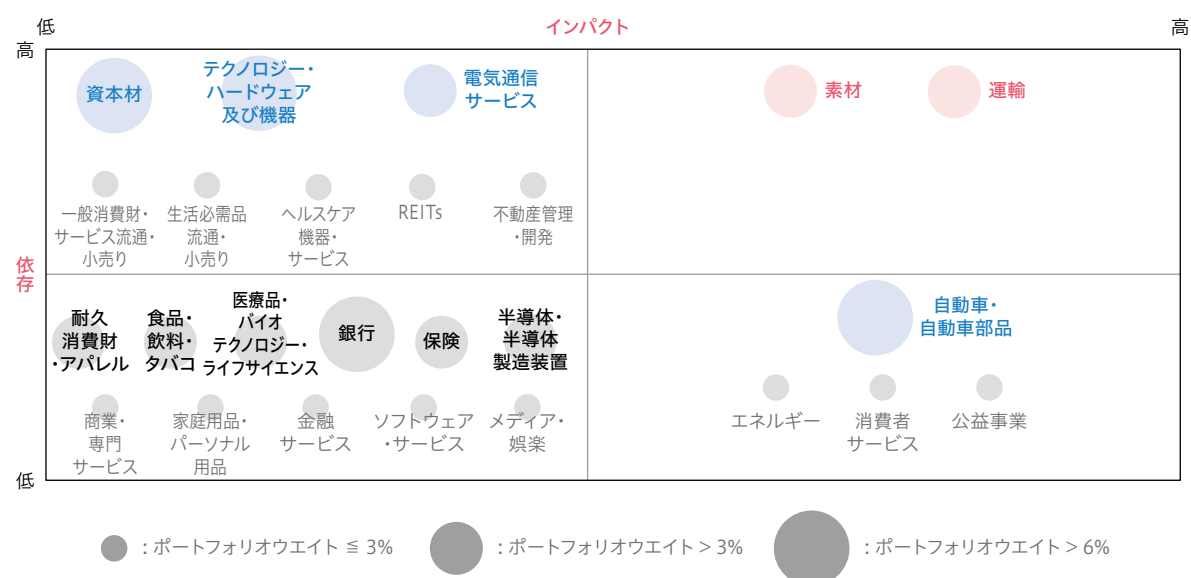 低
インパクト
高
高
資本材
テクノロジー・
ハードウェア
及び機器
電気通信
サービス
素材
運輸
一般消費財・
サービス流通・
小売り
生活必需品
流通・
小売り
ヘルスケア
機器・
サービス
REITs
不動産管理
・開発
依存
耐久
消費財
・アパレル
食品・
飲料・
タバコ
医療品・
バイオ
テクノロジー・
ライフサイエンス
銀行
保険
半導体・
半導体
製造装置
自動車・
自動車部品
商業・
専門
サービス
家庭用品・
パーソナル
用品
金融
サービス
ソフトウェア
・サービス
メディア・
娯楽
エネルギー
消費者
サービス
公益事業
低
：ポートフォリオウエイト ≦ 3%
：ポートフォリオウエイト > 3%
：ポートフォリオウエイト > 6%